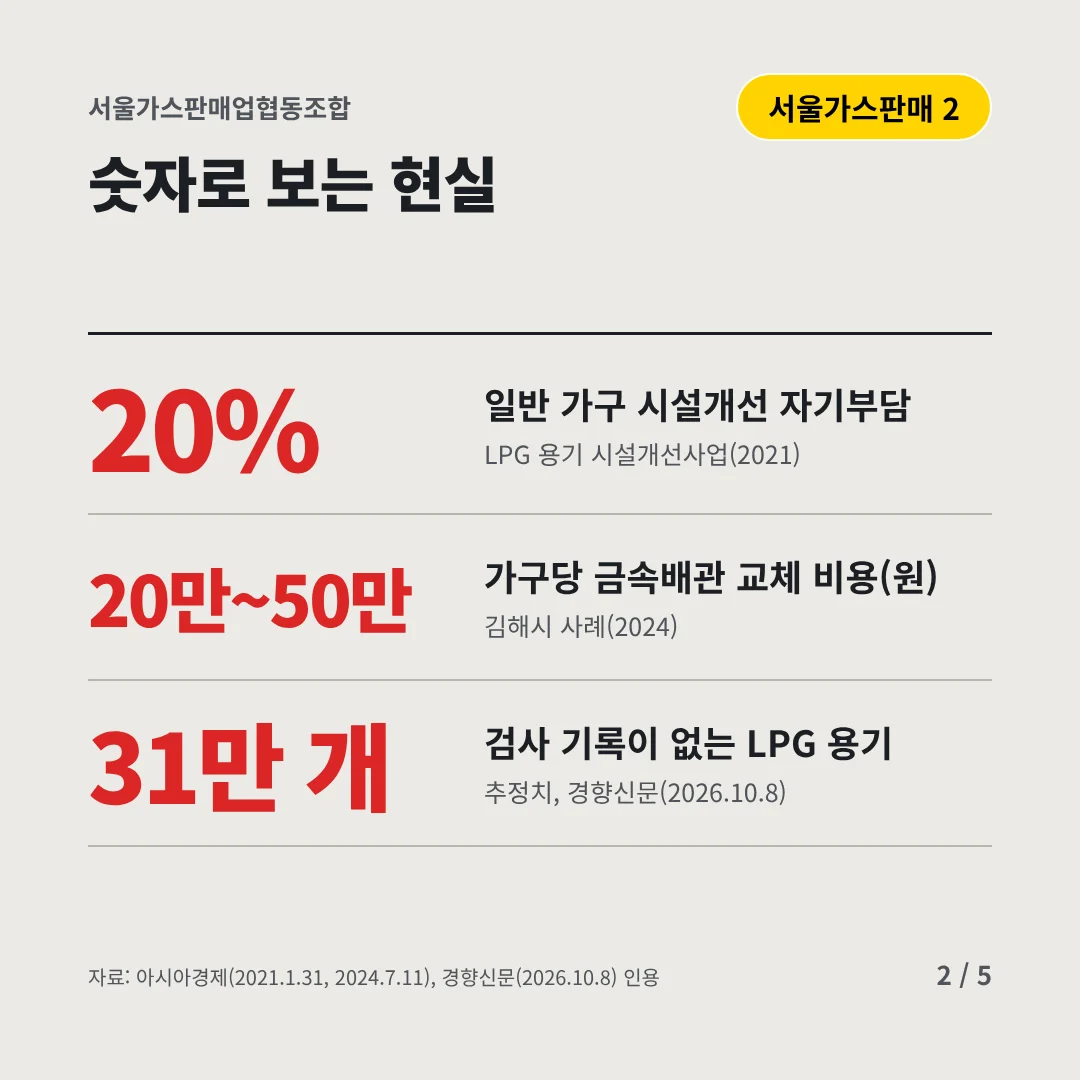 서울가스판매업협동조합
서울가스판매 2
숫자로 보는 현실
20%
일반 가구 시설개선 자기부담
LPG 용기 시설개선사업(2021)
20만~50만
가구당 금속배관 교체 비용(원)
김해시 사례(2024)
31만 개
검사 기록이 없는 LPG 용기
추정치, 경향신문(2026.10.8)
자료: 아시아경제(2021.1.31, 2024.7.11), 경향신문(2026.10.8) 인용
2 / 5